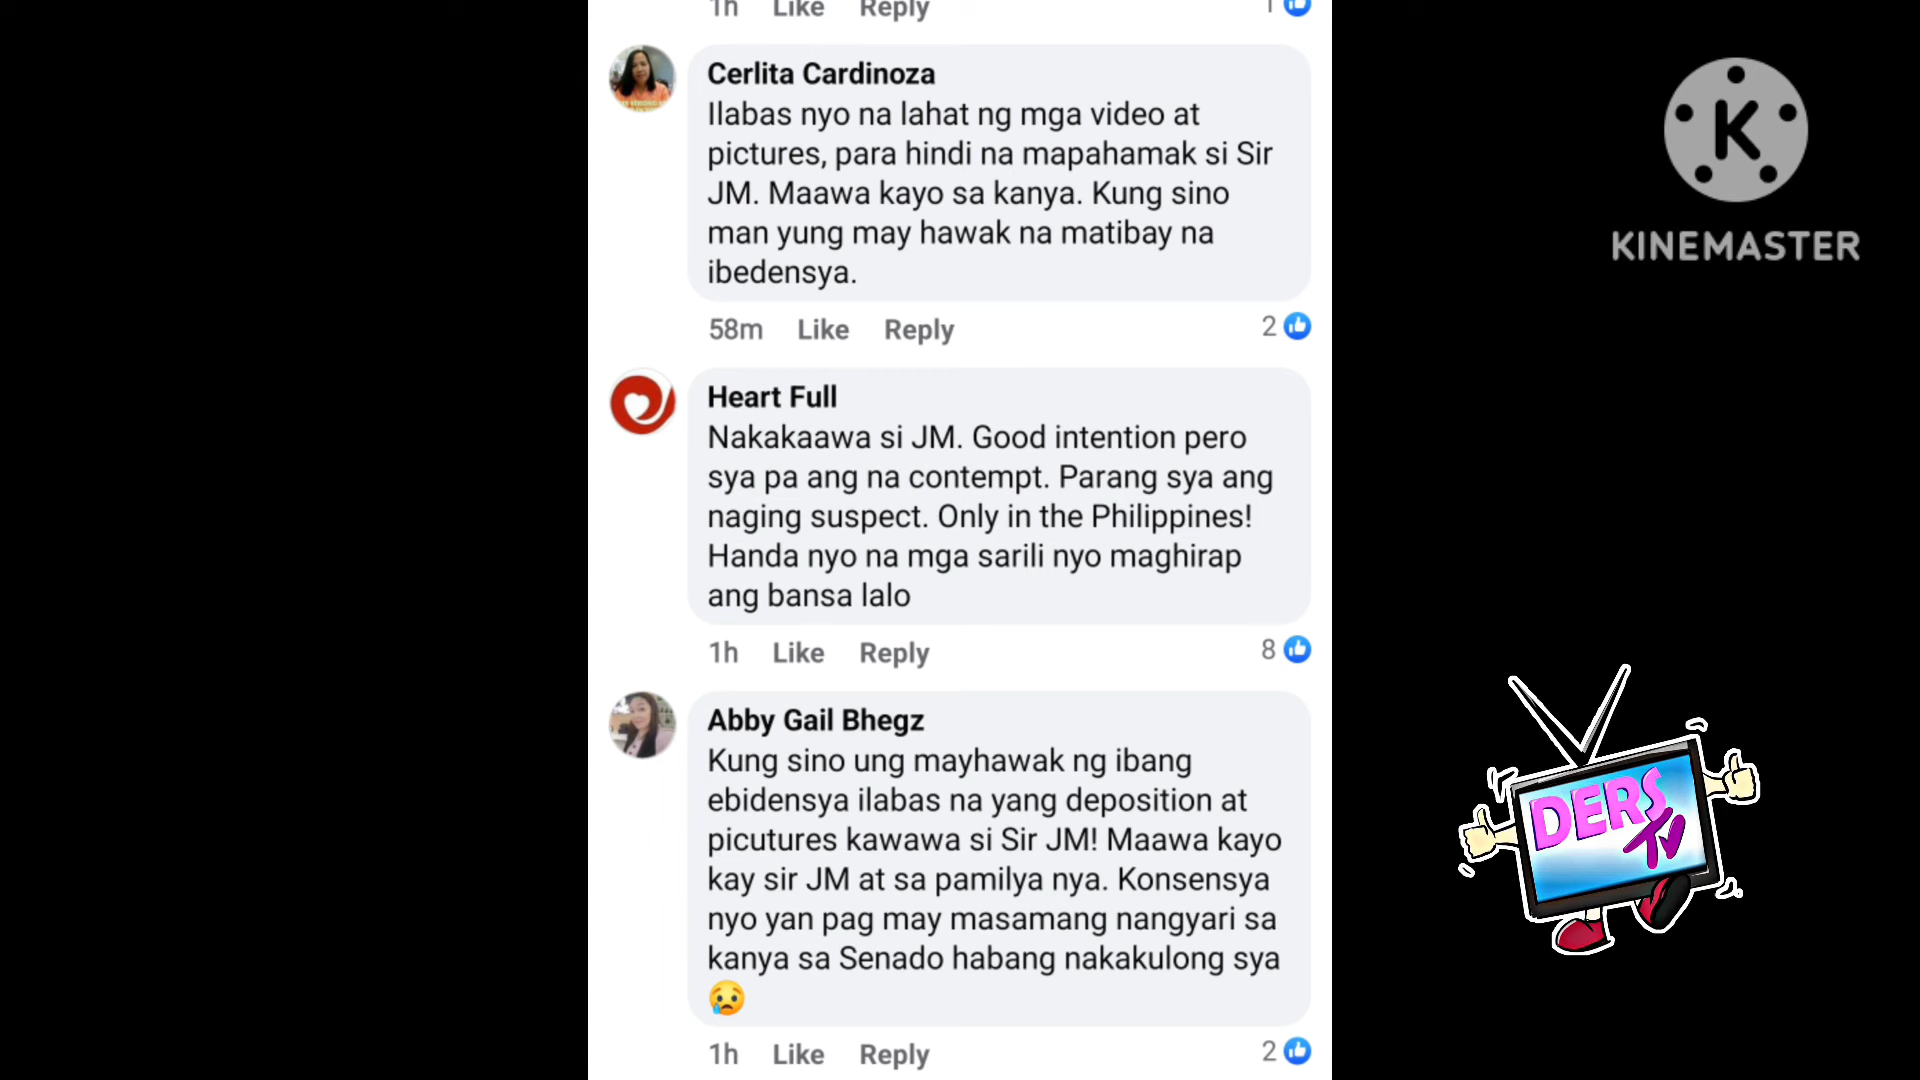 1h Like Reply 1
Cerlita Cardinoza
Ilabas nyo na lahat ng mga video at
pictures, para hindi na mapahamak si Sir
JM. Maawa kayo sa kanya. Kung sino
man yung may hawak na matibay na
ibedensya.
58m Like Reply 2
Heart Full
Nakakaawa si JM. Good intention pero
sya pa ang na contempt. Parang sya ang
naging suspect. Only in the Philippines!
Handa nyo na mga sarili nyo maghirap
ang bansa lalo
1h Like Reply 8
Abby Gail Bhegz
Kung sino ung mayhawak ng ibang
ebidensya ilabas na yang deposition at
picutures kawawa si Sir JM! Maawa kayo
kay sir JM at sa pamilya nya. Konsensya
nyo yan pag may masamang nangyari sa
kanya sa Senado habang nakakulong sya
😢
1h Like Reply 2
K
KINEMASTER
DERS
TV